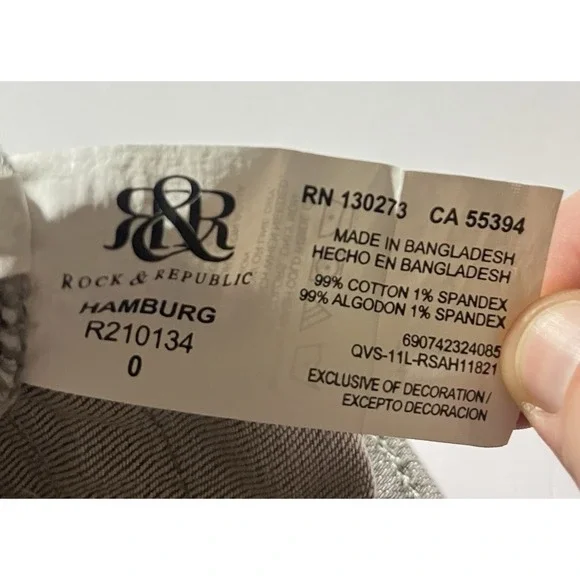 R&R
ROCK & REPUBLIC
HAMBURG
R210134
0
RN 130273 CA 55394
MADE IN BANGLADESH
HECHO EN BANGLADESH
99% COTTON 1% SPANDEX
99% ALGODON 1% SPANDEX
690742324085
QVS-11L-RSAH11821
EXCLUSIVE OF DECORATION/
EXCEPTO DECORACION